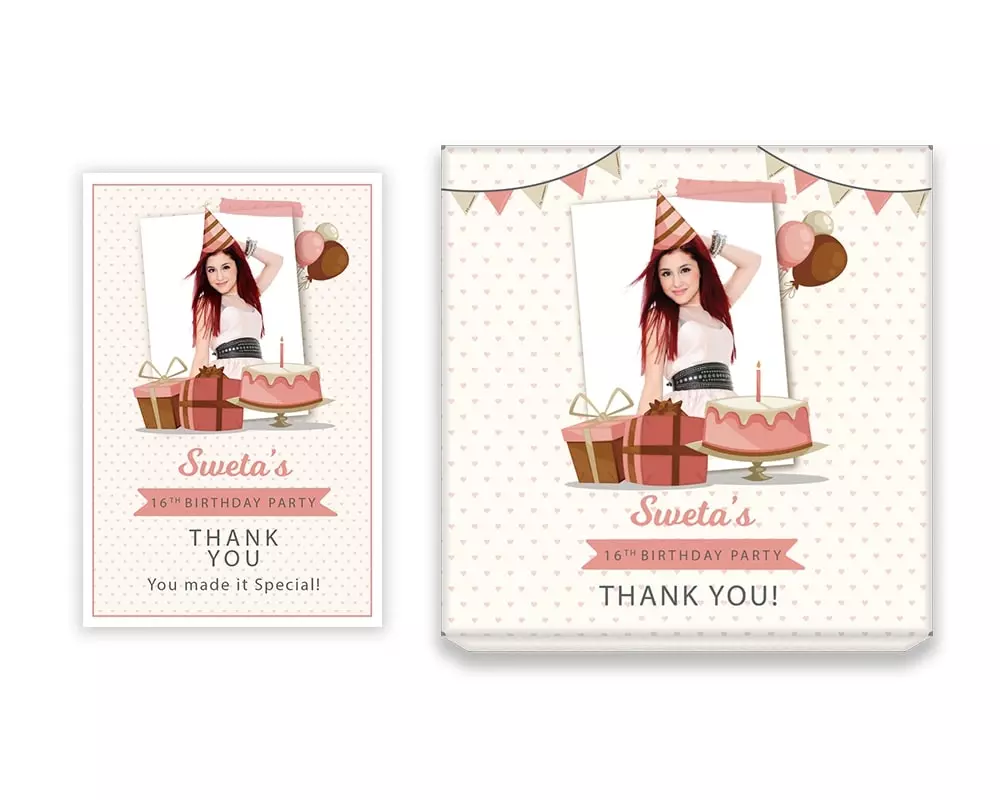 Sweta's
16TH BIRTHDAY PARTY
THANK
YOU
You made it Special!
Sweta's
16TH BIRTHDAY PARTY
THANK YOU!